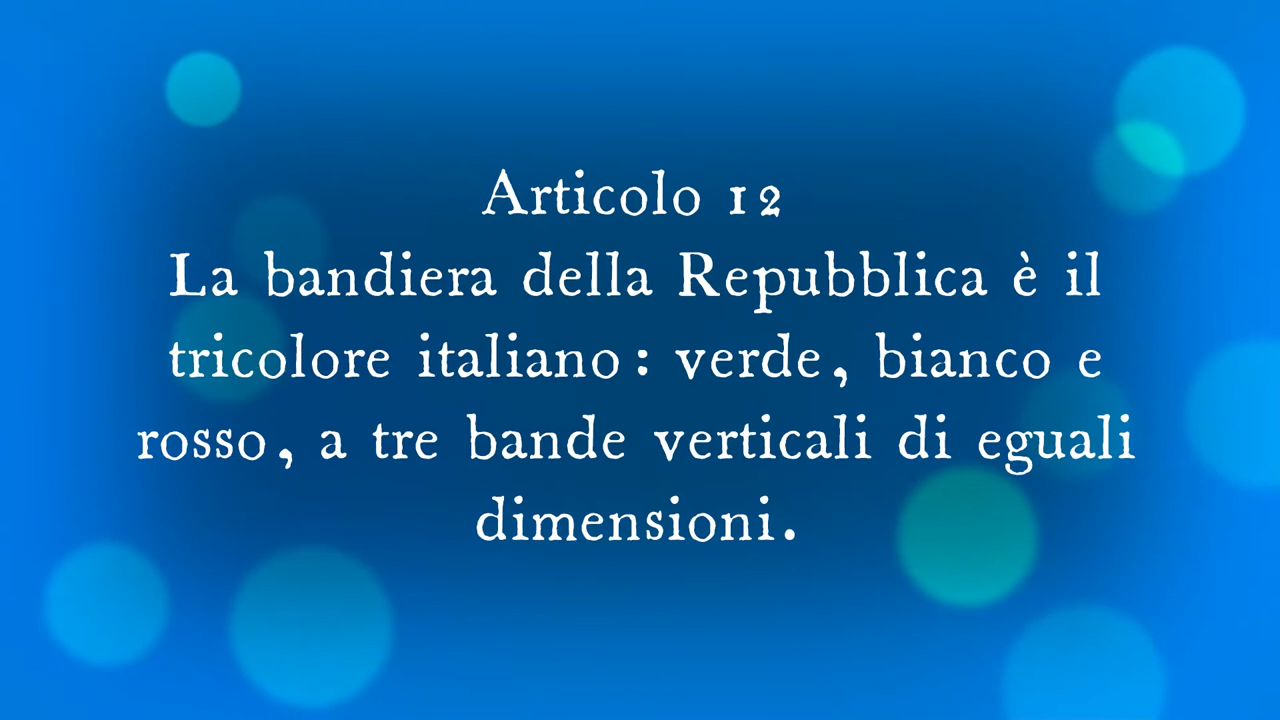 Articolo 12
La bandiera della Repubblica è il
tricolore italiano: verde, bianco e
rosso, a tre bande verticali di eguali
dimensioni.